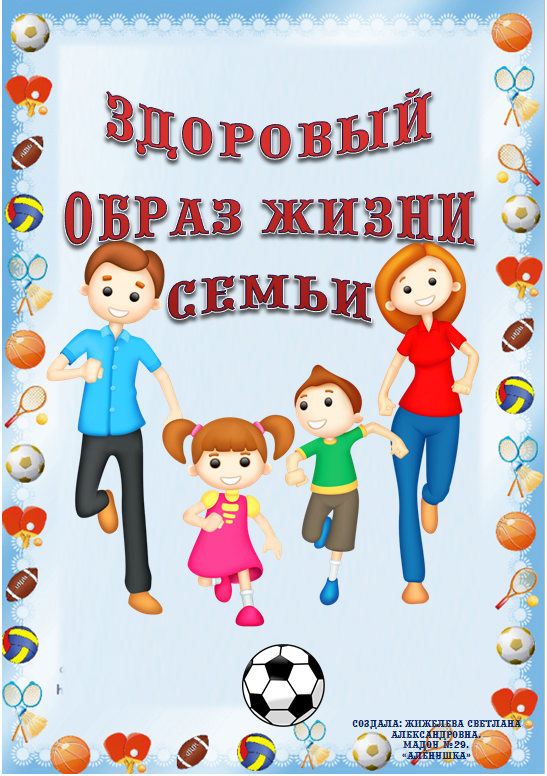 ЗДОРОВЫЙ
ОБРАЗ ЖИЗНИ
СЕМЬИ
СОЗДАЛА: ЖИЖЕЛЕВА СВЕТЛАНА
АЛЕКСАНДРОВНА.
МАДОУ №29.
«АЛЁНУШКА»